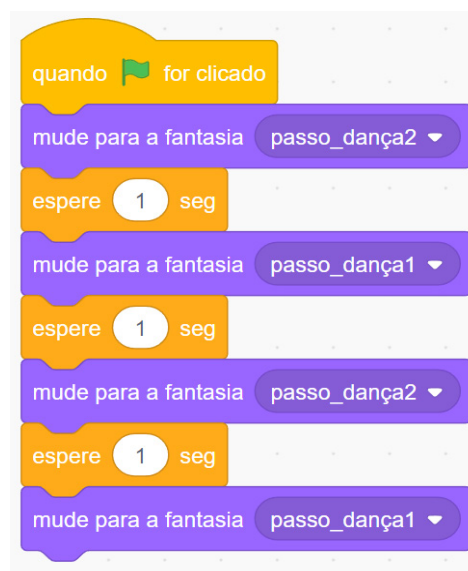 quando for clicado
mude para a fantasia passo_dança2
espere 1 seg
mude para a fantasia passo_dança1
espere 1 seg
mude para a fantasia passo_dança2
espere 1 seg
mude para a fantasia passo_dança1